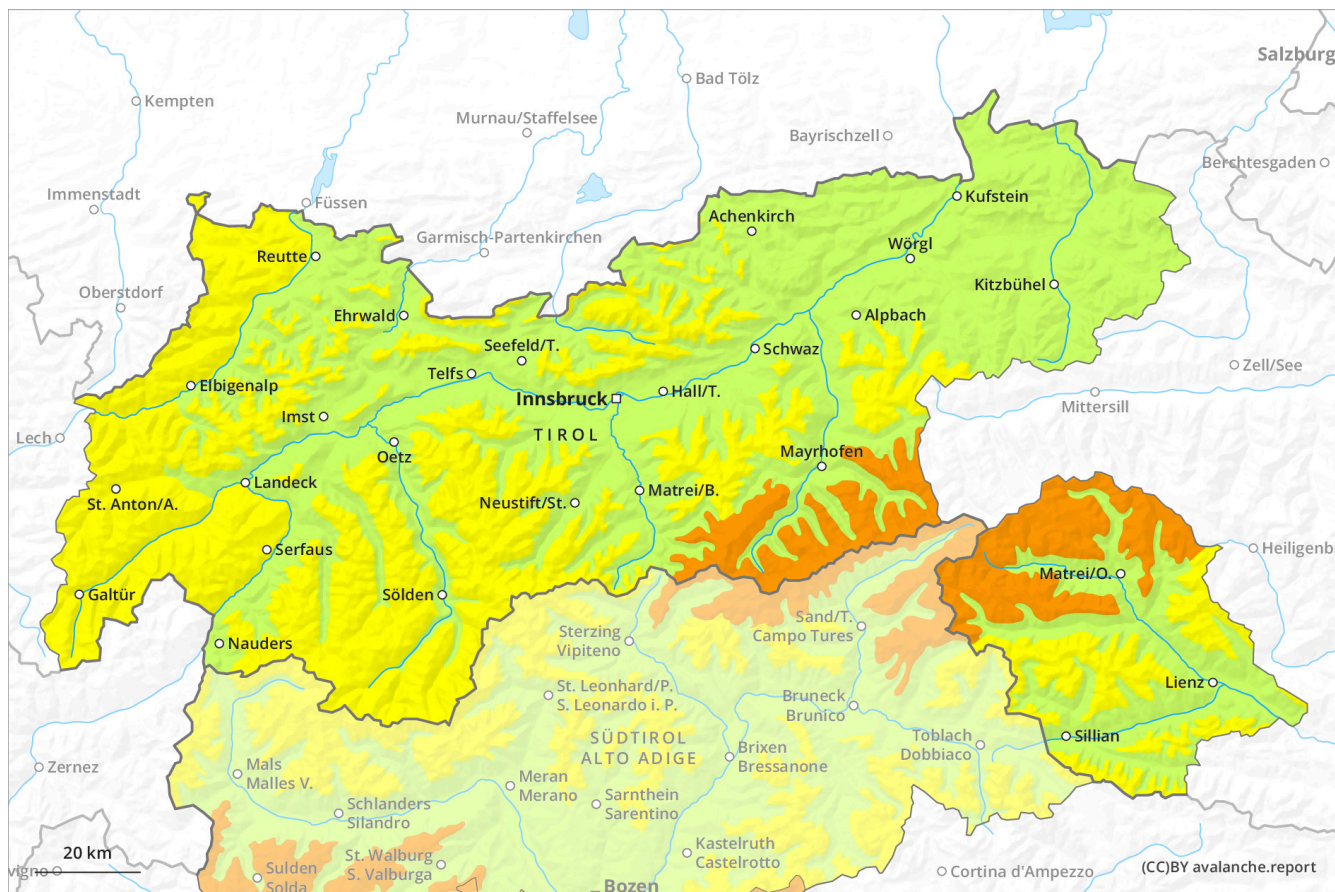 Salzburg
Bad Tölz
Kempten
Murnau/Staffelsee
Bayrischzell
Berchtesgaden
Immenstadt
Füssen
Kufstein
Achenkirch
Garmisch-Partenkirchen
Wörgl
Reutte
Kitzbühel
Oberstdorf
Ehrwald
Alpbach
Seefeld/T.
Schwaz
Telfs
Zell/See
Elbigenalp
Hall/T.
Innsbruck
Mittersill
Imst
Lech
TIROL
Oetz
Mayrhofen
Landeck
Matrei/B.
St. Anton/A.
Neustift/St.
Serfaus
Heiligenb
Matrei/O.
Galtür
Sölden
Sand/T.
Campo Tures
Sterzing
Vipiteno
Nauders
Lienz
St. Leonhard/P.
S. Leonardo i. P.
Bruneck
Brunico
Sillian
Toblach
Dobbiaco
SÜDTIROL
ALTO ADIGE
Brixen
Bressanone
Zernez
Mals
Malles V.
Meran
Merano
Sarnthein
Sarentino
Schlanders
Silandro
Kastelruth
Castelrotto
20 km
St. Walburg
S. Valburga
vigno
Sulden
Solda
Bozen
Cortina d'Ampezzo
(CC)BY avalanche.report